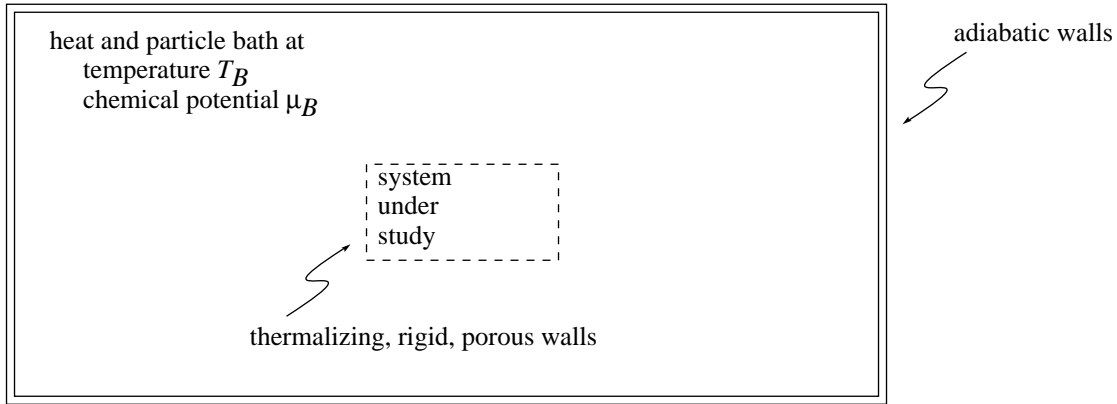 heat and particle bath at
temperature T_B
chemical potential μ_B
adiabatic walls
system
under
study
thermalizing, rigid, porous walls